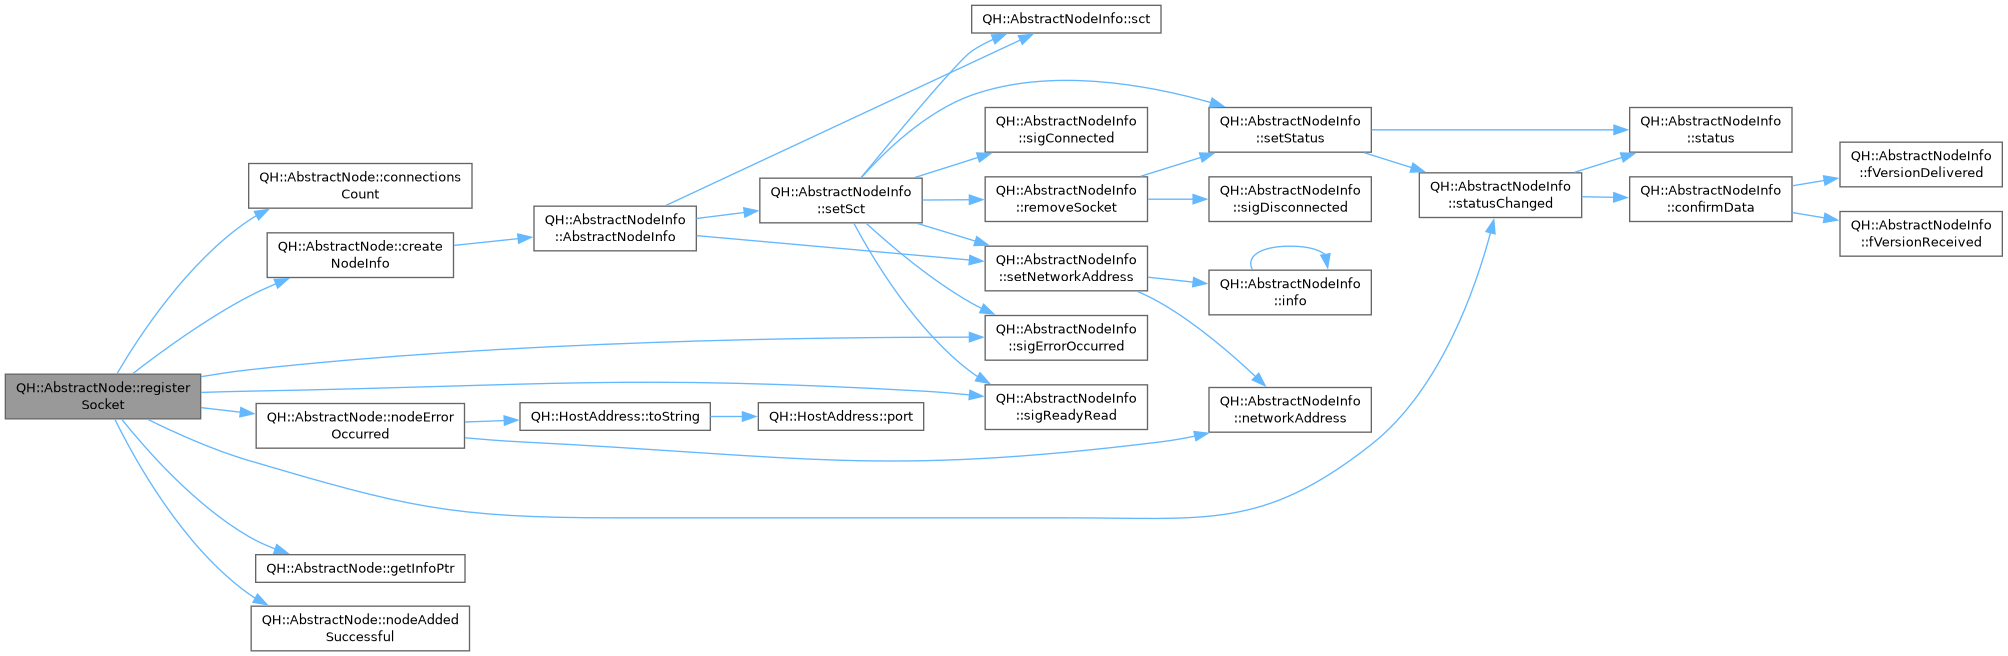 QH::AbstractNode::register
Socket
QH::AbstractNode::connections
Count
QH::AbstractNode::create
NodeInfo
QH::AbstractNode::nodeError
Occurred
QH::AbstractNode::getInfoPtr
QH::AbstractNode::nodeAdded
Successful
QH::AbstractNodeInfo
::AbstractNodeInfo
QH::HostAddress::toString
QH::AbstractNodeInfo
::setSct
QH::HostAddress::port
QH::AbstractNodeInfo::sct
QH::AbstractNodeInfo
::sigConnected
QH::AbstractNodeInfo
::removeSocket
QH::AbstractNodeInfo
::setNetworkAddress
QH::AbstractNodeInfo
::sigErrorOccurred
QH::AbstractNodeInfo
::sigReadyRead
QH::AbstractNodeInfo
::setStatus
QH::AbstractNodeInfo
::sigDisconnected
QH::AbstractNodeInfo
::info
QH::AbstractNodeInfo
::networkAddress
QH::AbstractNodeInfo
::statusChanged
QH::AbstractNodeInfo
::status
QH::AbstractNodeInfo
::confirmData
QH::AbstractNodeInfo
::fVersionDelivered
QH::AbstractNodeInfo
::fVersionReceived